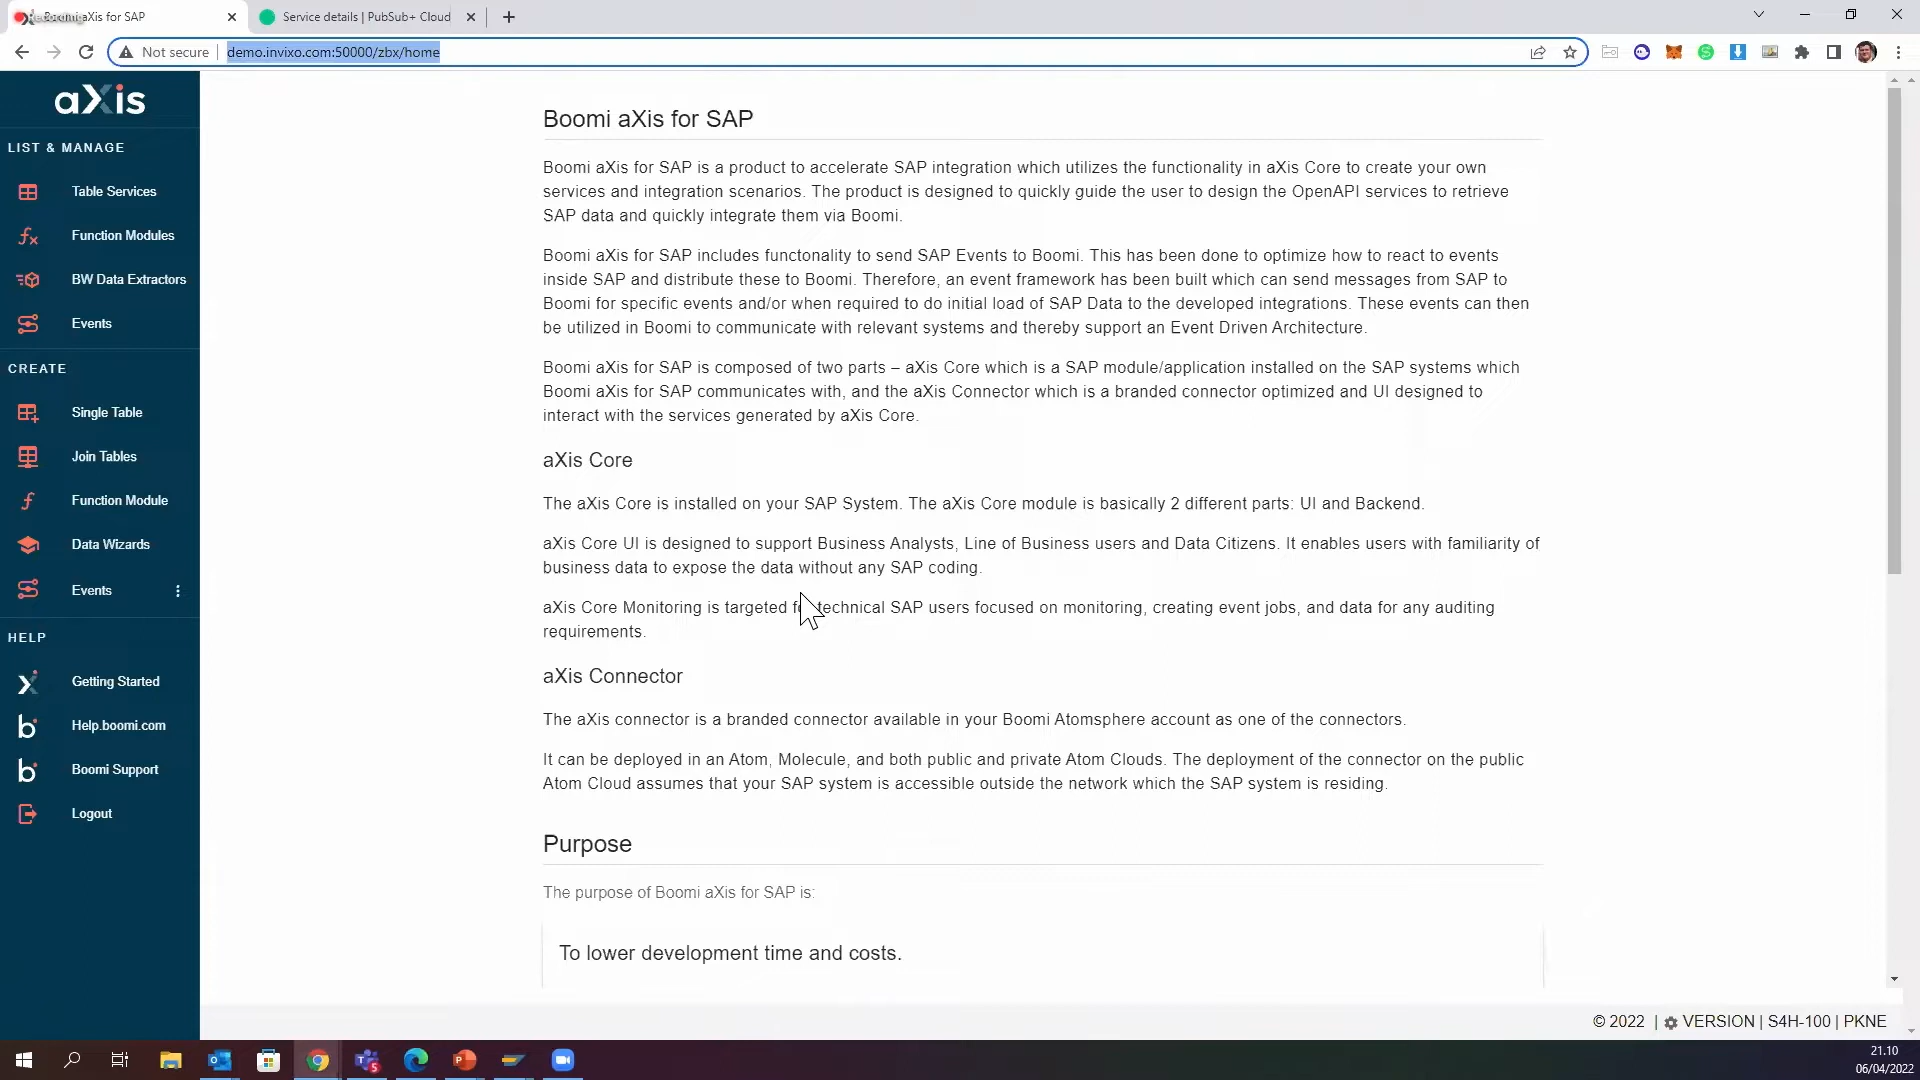 Boomi aXis for SAP
Service details | PubSub+ Cloud
Not secure
demo.invixo.com:50000/zbx/home
aXis
LIST & MANAGE
Table Services
Function Modules
BW Data Extractors
Events
CREATE
Single Table
Join Tables
Function Module
Data Wizards
Events
HELP
Getting Started
Help.boomi.com
Boomi Support
Logout
Boomi aXis for SAP
Boomi aXis for SAP is a product to accelerate SAP integration which utilizes the functionality in aXis Core to create your own
services and integration scenarios. The product is designed to quickly guide the user to design the OpenAPI services to retrieve
SAP data and quickly integrate them via Boomi.
Boomi aXis for SAP includes functonality to send SAP Events to Boomi. This has been done to optimize how to react to events
inside SAP and distribute these to Boomi. Therefore, an event framework has been built which can send messages from SAP to
Boomi for specific events and/or when required to do initial load of SAP Data to the developed integrations. These events can then
be utilized in Boomi to communicate with relevant systems and thereby support an Event Driven Architecture.
Boomi aXis for SAP is composed of two parts – aXis Core which is a SAP module/application installed on the SAP systems which
Boomi aXis for SAP communicates with, and the aXis Connector which is a branded connector optimized and UI designed to
interact with the services generated by aXis Core.
aXis Core
The aXis Core is installed on your SAP System. The aXis Core module is basically 2 different parts: UI and Backend.
aXis Core UI is designed to support Business Analysts, Line of Business users and Data Citizens. It enables users with familiarity of
business data to expose the data without any SAP coding.
aXis Core Monitoring is targeted technical SAP users focused on monitoring, creating event jobs, and data for any auditing
requirements.
aXis Connector
The aXis connector is a branded connector available in your Boomi Atomsphere account as one of the connectors.
It can be deployed in an Atom, Molecule, and both public and private Atom Clouds. The deployment of the connector on the public
Atom Cloud assumes that your SAP system is accessible outside the network which the SAP system is residing.
Purpose
The purpose of Boomi aXis for SAP is:
To lower development time and costs.
© 2022 | VERSION | S4H-100 | PKNE
21.10
06/04/2022